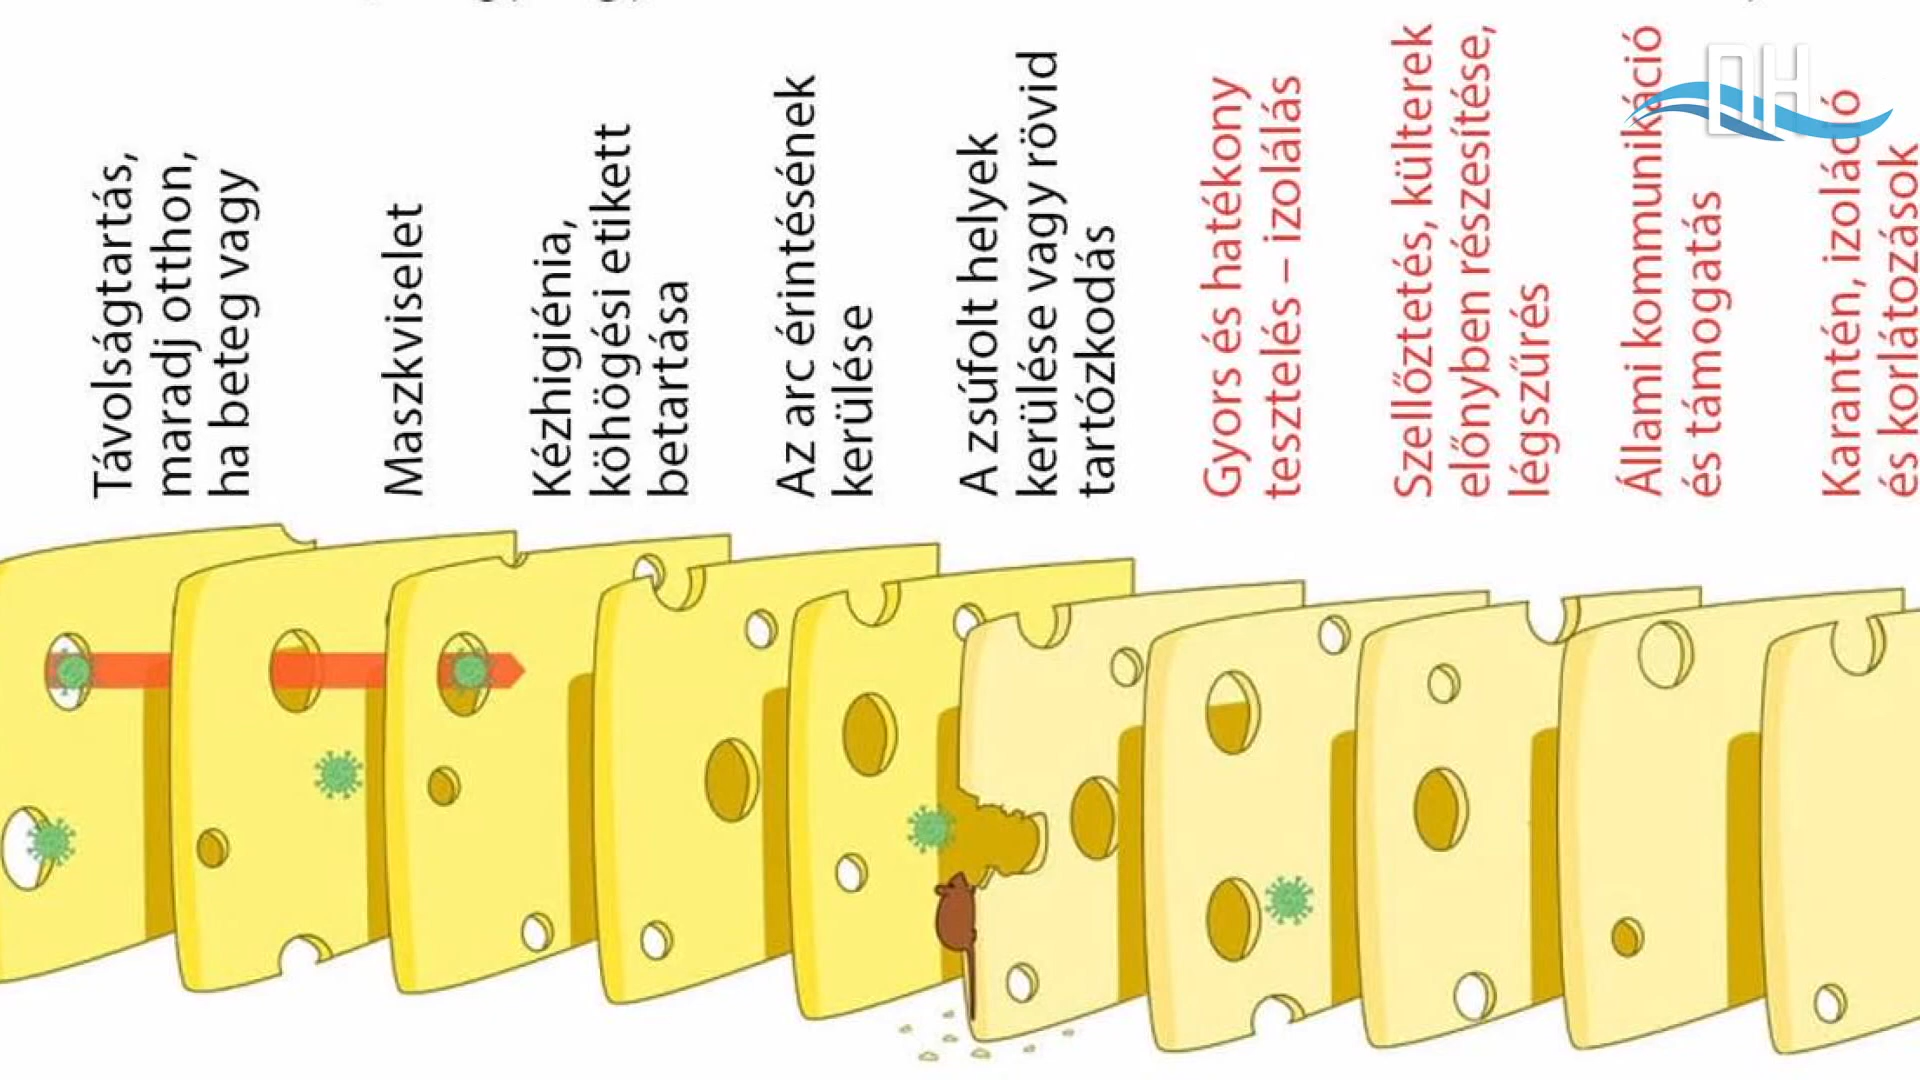 Távolságtartás,
maradj otthon,
ha beteg vagy
Maszkviselet
Kézhigiénia,
köhögési etikett
betartása
Az arc érintésének
kerülése
A zsúfolt helyek
kerülése vagy rövid
tartózkodás
Gyors és hatékony
tesztelés – izolálás
Szellőztetés, külterek
előnyben részesítése,
légszűrés
Állami kommunikáció
és támogatás
Karantén, izoláció
és korlátozások
DH